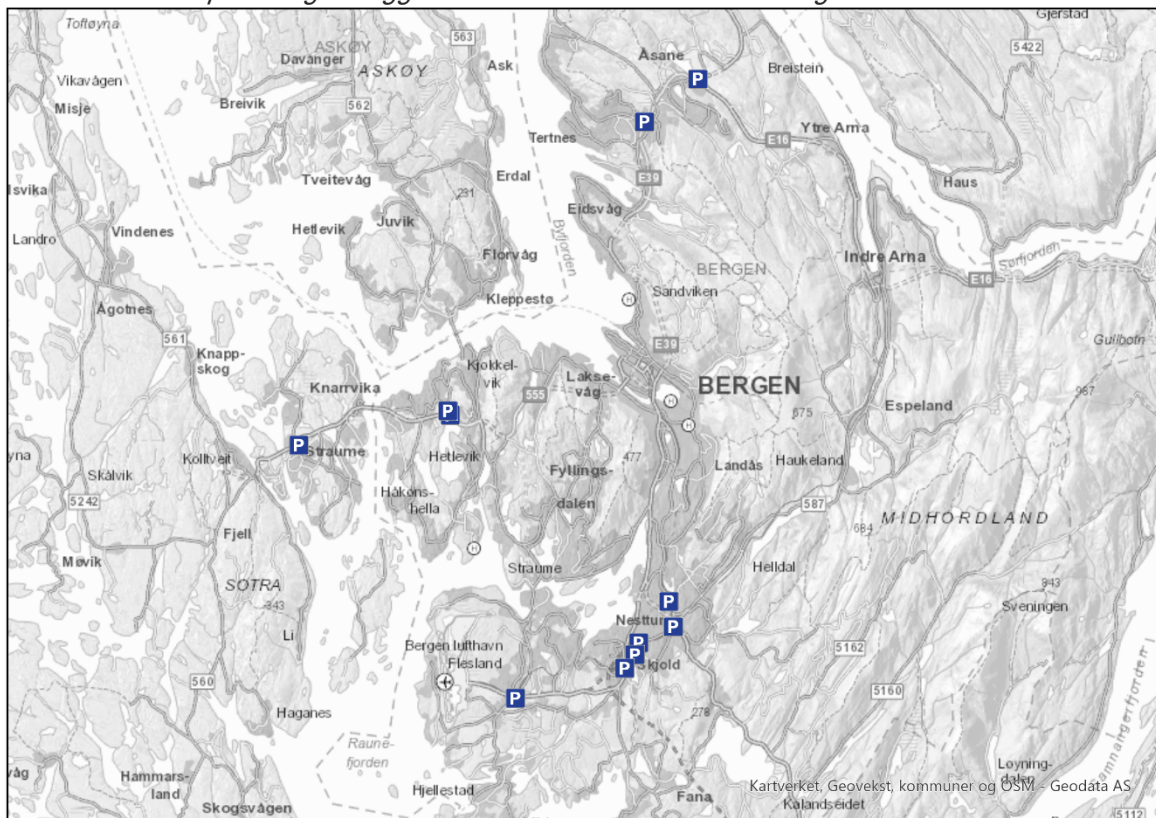 Toftøyna
Gjerstad
563
Åsane
5422
ASKØY
Davanger
ASKØY
Ask
P
Breistein
Vikavågen
Breivik
562
Misje
P
Ytre Arna
Tertnes
E16
Erdal
E39
Haus
Tveitevåg
231
Eidsvåg
Juvik
Hetlevik
Byfjorden
Landro
Vindenes
Florvåg
BERGEN
Indre Arna
Sørfjorden
E16
Sandviken
Kleppestø
H
Ågotnes
561
Knapp-
skog
E39
Gullbotn
Kjøkkel-
vik
Knarrvika
Lakse-
våg
555
BERGEN
987
H
P
575
Espeland
H
P
Straume
Kolltveit
Hetlevik
477
Landås
Haukeland
Skålvik
Fyllings-
dalen
Håkons-
hella
5242
587
MIDHORDLAND
684
Fjell
H
Møvik
Straume
Helldal
SOTRA
843
P
Sveningen
343
Nesttun
P
Li
Bergen lufthavn
Flesland
P
P
P
Skjold
5162
560
P
5160
Haganes
278
Raune-
fjorden
Samnangerfjorden
våg
Hammars-
land
Hjellestad
Løyning-
dalen
Kartverket, Geovekst, kommuner og OSM - Geodata AS
Skogsvågen
Fana
Kalandseidet
5112